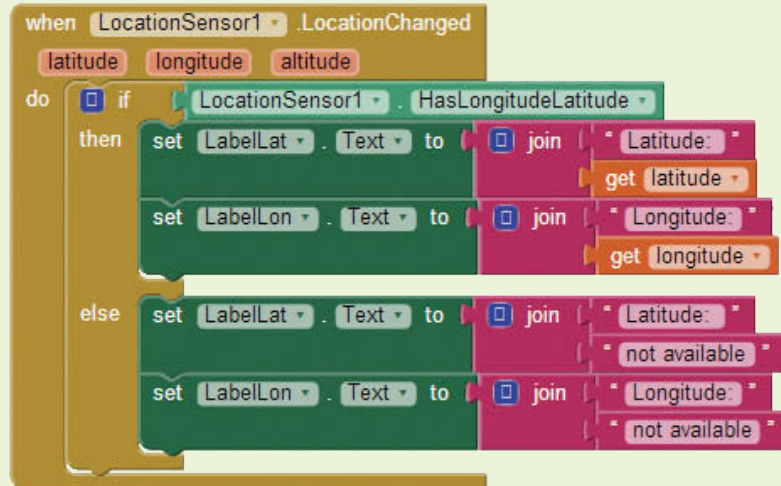 when LocationSensor1 .LocationChanged
latitude longitude altitude
do if LocationSensor1 . HasLongitudeLatitude
then set LabelLat . Text to join " Latitude: "
get latitude
set LabelLon . Text to join " Longitude: "
get longitude
else set LabelLat . Text to join " Latitude: "
" not available "
set LabelLon . Text to join " Longitude: "
" not available "